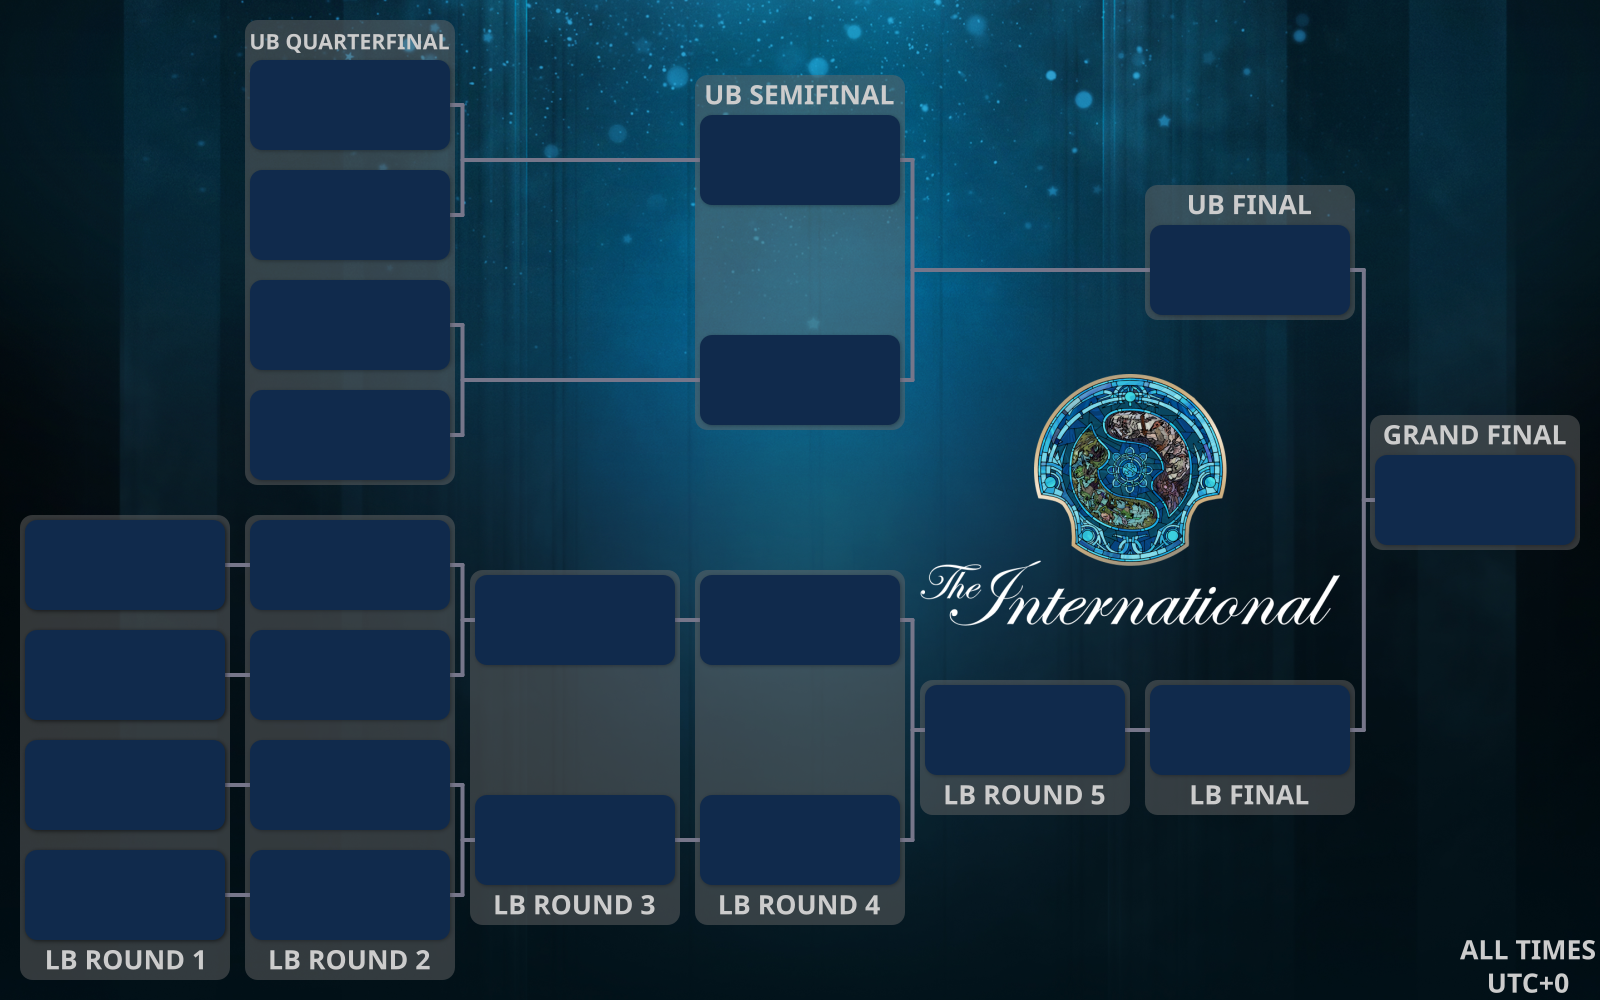 UB QUARTERFINAL
UB SEMIFINAL
UB FINAL
GRAND FINAL
The International
LB ROUND 1
LB ROUND 2
LB ROUND 3
LB ROUND 4
LB ROUND 5
LB FINAL
ALL TIMES
UTC+0